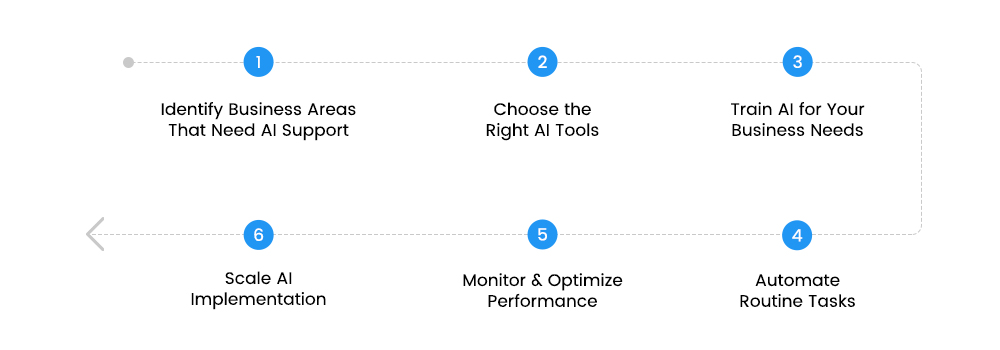 1
Identify Business Areas
That Need AI Support
2
Choose the
Right AI Tools
3
Train AI for Your
Business Needs
4
Automate
Routine Tasks
5
Monitor & Optimize
Performance
6
Scale AI
Implementation